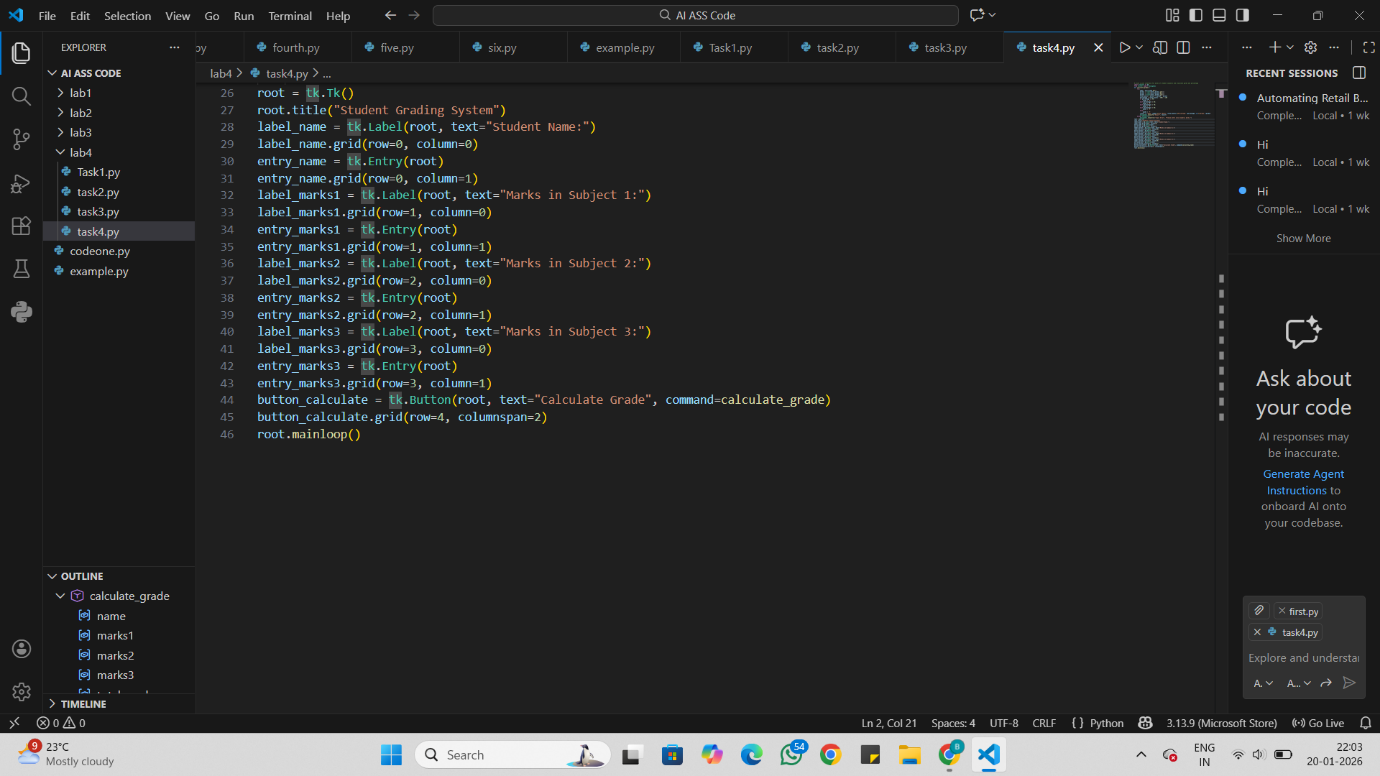 File Edit Selection View Go Run Terminal Help
AI ASS Code
EXPLORER
py
fourth.py
five.py
six.py
example.py
Task1.py
task2.py
task3.py
task4.py
AI ASS CODE
lab1
lab2
lab3
lab4
Task1.py
task2.py
task3.py
task4.py
codeone.py
example.py
OUTLINE
calculate_grade
name
marks1
marks2
marks3
TIMELINE
lab4 > task4.py > ...
26 root = tk.Tk()
27 root.title("Student Grading System")
28 label_name = tk.Label(root, text="Student Name:")
29 label_name.grid(row=0, column=0)
30 entry_name = tk.Entry(root)
31 entry_name.grid(row=0, column=1)
32 label_marks1 = tk.Label(root, text="Marks in Subject 1:")
33 label_marks1.grid(row=1, column=0)
34 entry_marks1 = tk.Entry(root)
35 entry_marks1.grid(row=1, column=1)
36 label_marks2 = tk.Label(root, text="Marks in Subject 2:")
37 label_marks2.grid(row=2, column=0)
38 entry_marks2 = tk.Entry(root)
39 entry_marks2.grid(row=2, column=1)
40 label_marks3 = tk.Label(root, text="Marks in Subject 3:")
41 label_marks3.grid(row=3, column=0)
42 entry_marks3 = tk.Entry(root)
43 entry_marks3.grid(row=3, column=1)
44 button_calculate = tk.Button(root, text="Calculate Grade", command=calculate_grade)
45 button_calculate.grid(row=4, columnspan=2)
46 root.mainloop()
RECENT SESSIONS
Automating Retail B...
Comple... Local • 1 wk
Hi
Comple... Local • 1 wk
Hi
Comple... Local • 1 wk
Show More
Ask about
your code
AI responses may
be inaccurate.
Generate Agent
Instructions to
onboard AI onto
your codebase.
first.py
task4.py
Explore and understa
A. A...
0 0
Ln 2, Col 21
Spaces: 4
UTF-8
CRLF
{ } Python
3.13.9 (Microsoft Store)
Go Live
9
23°C
Mostly cloudy
Search
54
B
ENG
IN
22:03
20-01-2026